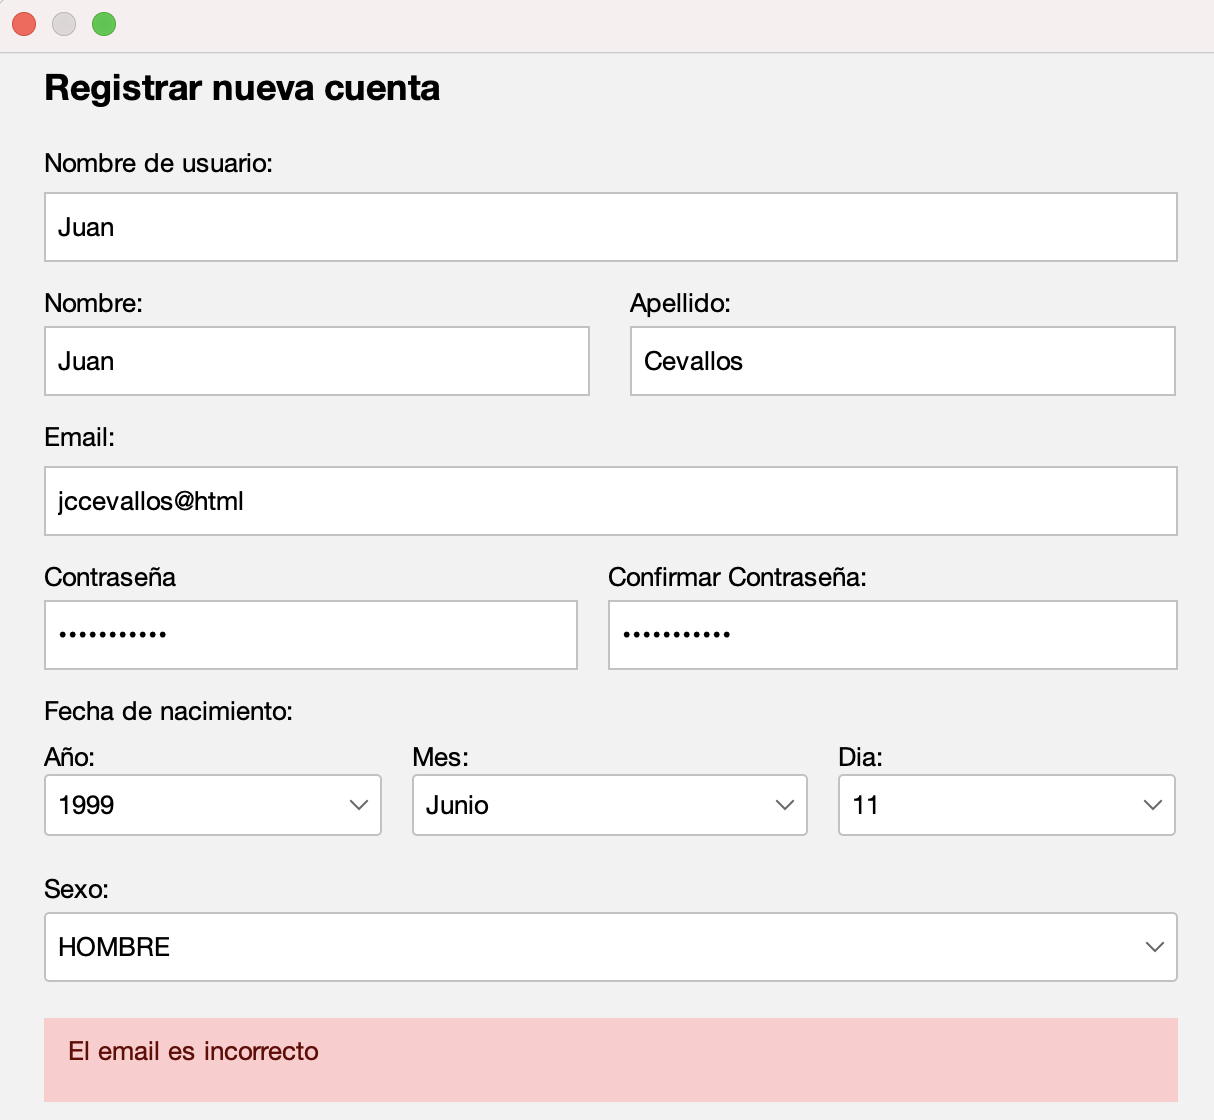 Registrar nueva cuenta
Nombre de usuario:
Juan
Nombre: Apellido:
Juan Cevallos
Email:
jccevallos@html
Contraseña Confirmar Contraseña:
••••••••••• •••••••••••
Fecha de nacimiento:
Año: Mes: Dia:
1999 Junio 11
Sexo:
HOMBRE
El email es incorrecto